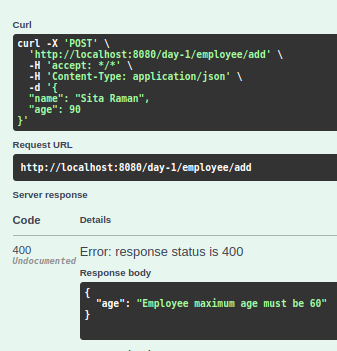 Curl
curl -X 'POST' \
'http://localhost:8080/day-1/employee/add' \
-H 'accept: */*' \
-H 'Content-Type: application/json' \
-d '{
"name": "Sita Raman",
"age": 90
}'
Request URL
http://localhost:8080/day-1/employee/add
Server response
Code Details
400 Error: response status is 400
Undocumented
Response body
{
"age": "Employee maximum age must be 60"
}